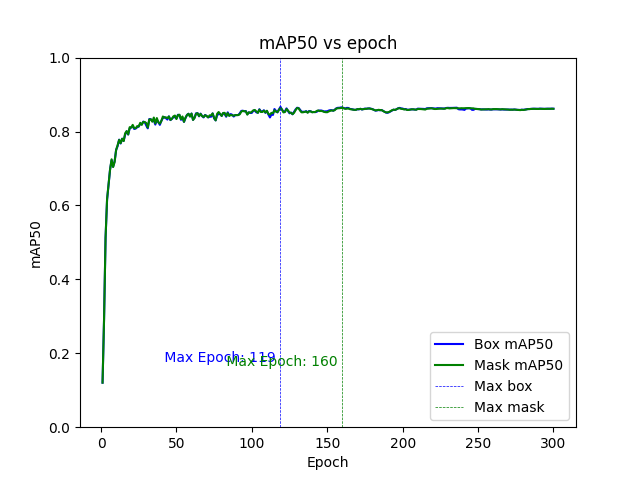 mAP50 vs epoch
mAP50
1.0
0.8
0.6
0.4
0.2
0.0
Max Epoch: 119
Max Epoch: 160
Box mAP50
Mask mAP50
Max box
Max mask
0 50 100 150 200 250 300
Epoch